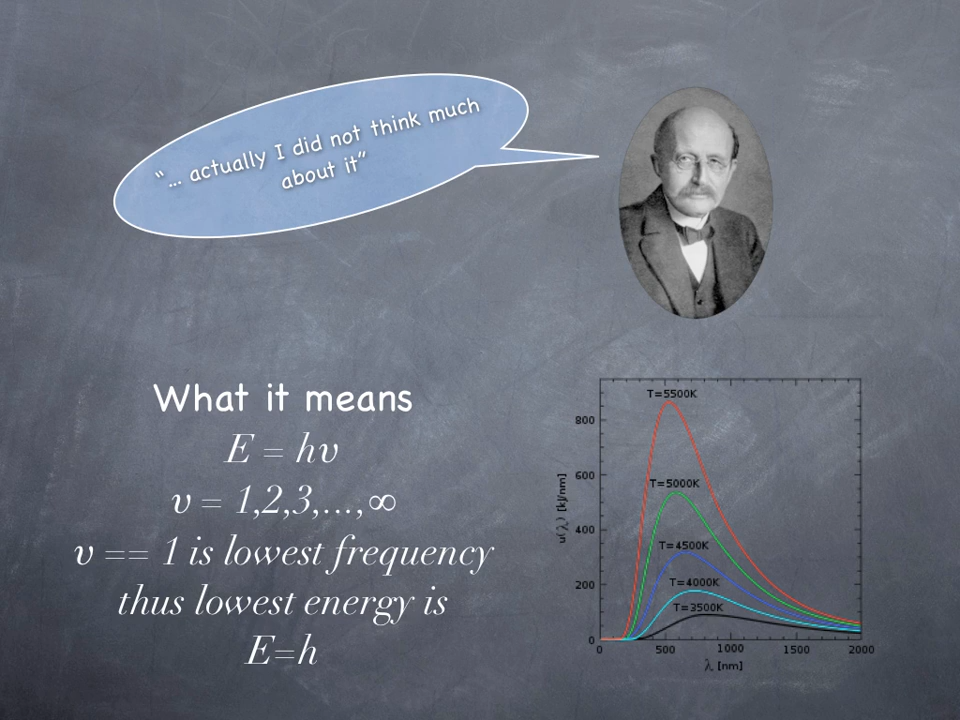 “ ... actually I did not think much
about it”
What it means
E = hυ
υ = 1,2,3,...,∞
υ == 1 is lowest frequency
thus lowest energy is
E=h
T=5500K
T=5000K
T=4500K
T=4000K
T=3500K
u(λ) [kJ/nm]
800
600
400
200
0
0 500 1000 1500 2000
λ [nm]